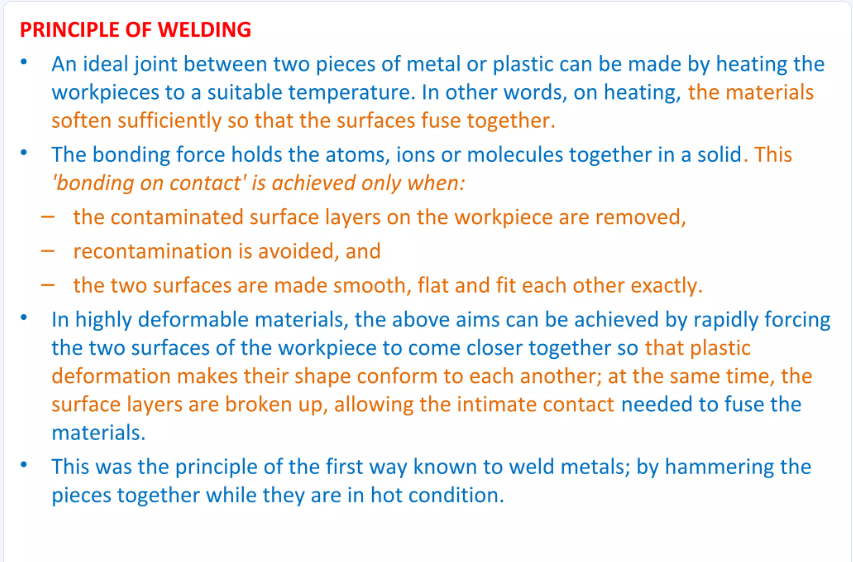 PRINCIPLE OF WELDING
• An ideal joint between two pieces of metal or plastic can be made by heating the
workpieces to a suitable temperature. In other words, on heating, the materials
soften sufficiently so that the surfaces fuse together.
• The bonding force holds the atoms, ions or molecules together in a solid. This
'bonding on contact' is achieved only when:
– the contaminated surface layers on the workpiece are removed,
– recontamination is avoided, and
– the two surfaces are made smooth, flat and fit each other exactly.
• In highly deformable materials, the above aims can be achieved by rapidly forcing
the two surfaces of the workpiece to come closer together so that plastic
deformation makes their shape conform to each another; at the same time, the
surface layers are broken up, allowing the intimate contact needed to fuse the
materials.
• This was the principle of the first way known to weld metals; by hammering the
pieces together while they are in hot condition.